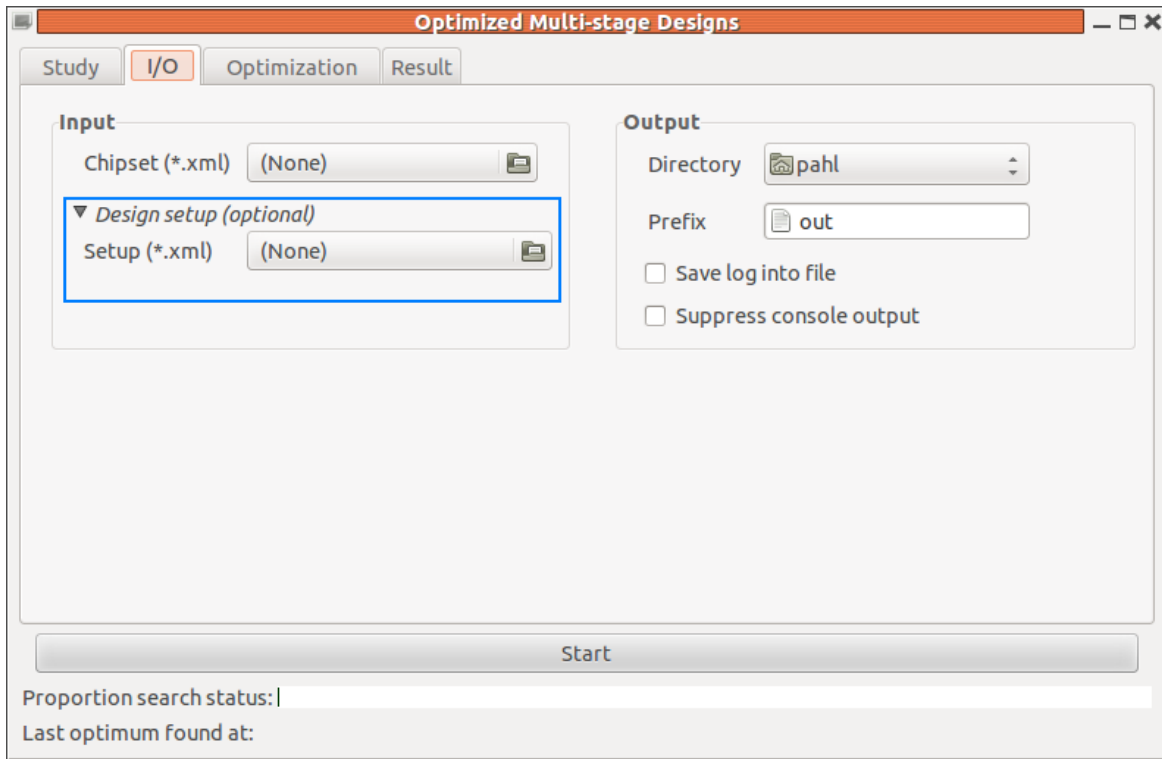 Optimized Multi-stage Designs
Study I/O Optimization Result
Input
Chipset (*.xml) (None)
Design setup (optional)
Setup (*.xml) (None)
Output
Directory pahl
Prefix out
Save log into file
Suppress console output
Start
Proportion search status:
Last optimum found at: